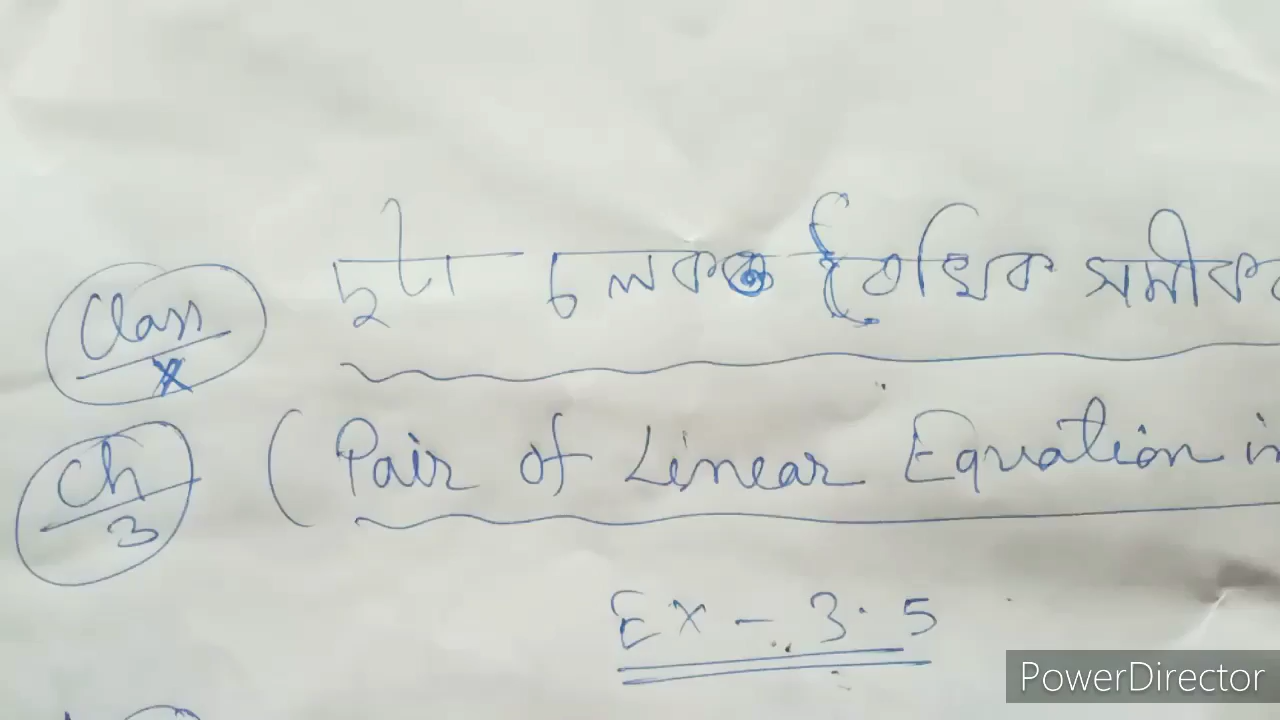 Class
X
দুটা চলকত ৰৈখিক সমীক
Ch
3
(Pair of Linear Equation in
Ex - 3.5
PowerDirector